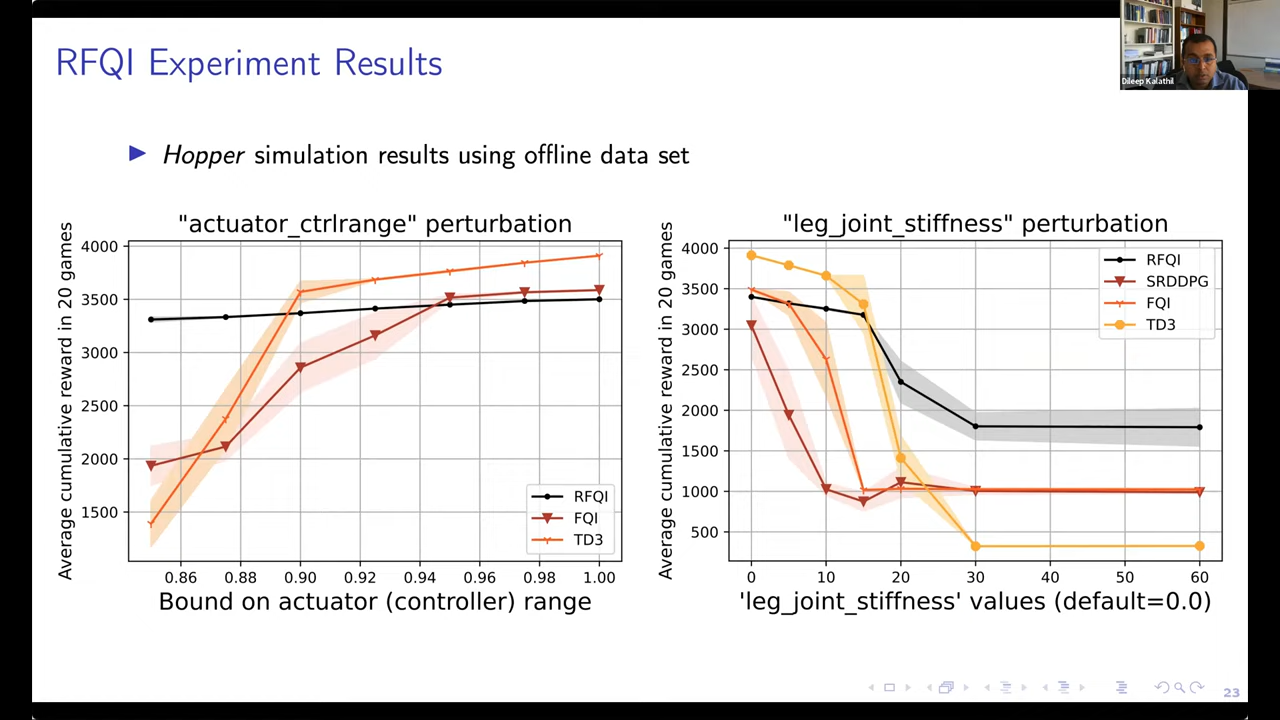 RFQI Experiment Results
Dileep Kalathil
Hopper simulation results using offline data set
"actuator_ctrlrange" perturbation
Average cumulative reward in 20 games
4000
3500
3000
2500
2000
1500
0.86 0.88 0.90 0.92 0.94 0.96 0.98 1.00
Bound on actuator (controller) range
RFQI
FQI
TD3
"leg_joint_stiffness" perturbation
Average cumulative reward in 20 games
4000
3500
3000
2500
2000
1500
1000
500
0 10 20 30 40 50 60
'leg_joint_stiffness' values (default=0.0)
RFQI
SRDDPG
FQI
TD3
23